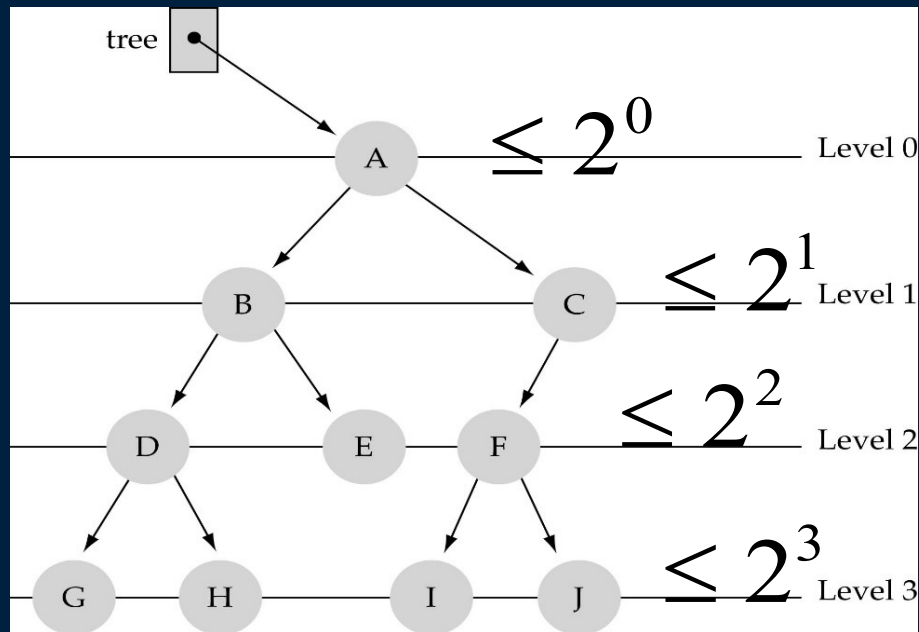 tree
A ≤ 2⁰ Level 0
B C ≤ 2¹ Level 1
D E F ≤ 2² Level 2
G H I J ≤ 2³ Level 3